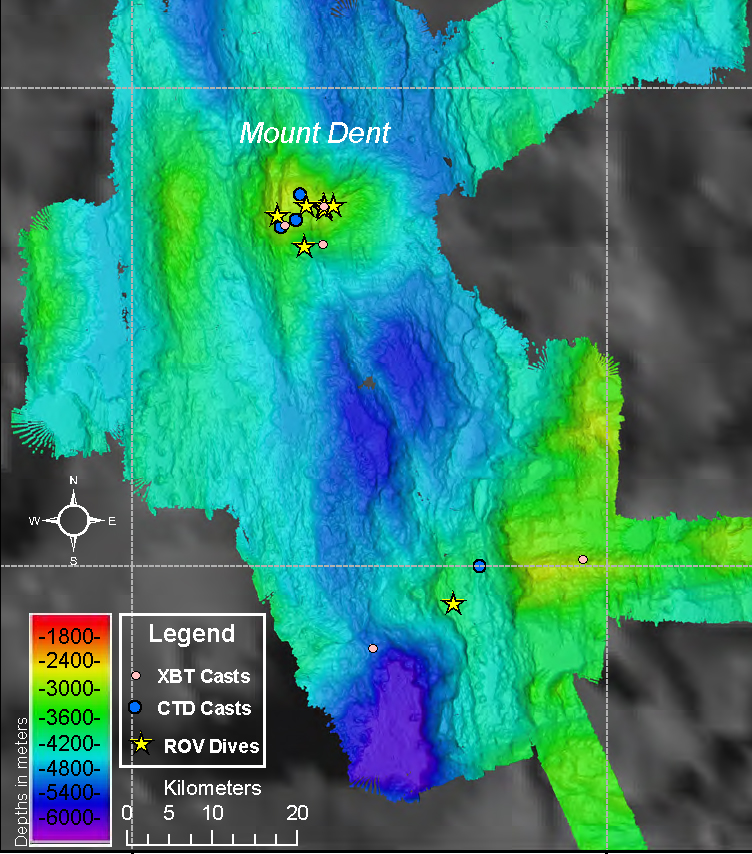 Mount Dent
N
W E
S
Legend
XBT Casts
CTD Casts
ROV Dives
Depths in meters
-1800-
-2400-
-3000-
-3600-
-4200-
-4800-
-5400-
-6000-
Kilometers
0 5 10 20